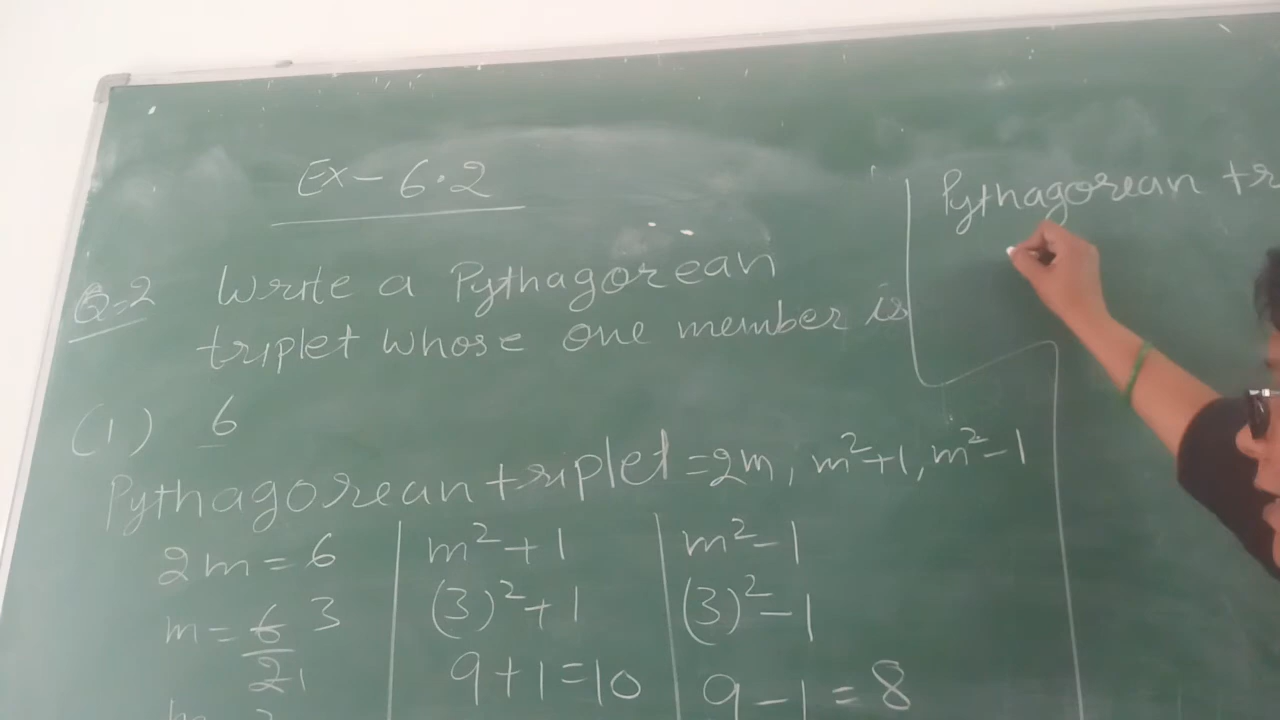 Ex - 6.2
Q-2 Write a Pythagorean
triplet whose one member is
(1) 6
Pythagorean triplet = 2m, m²+1, m²-1
2m = 6
m = 6/2 3
1
m²+1
(3)²+1
9+1=10
m²-1
(3)²-1
9-1=8
Pythagorean